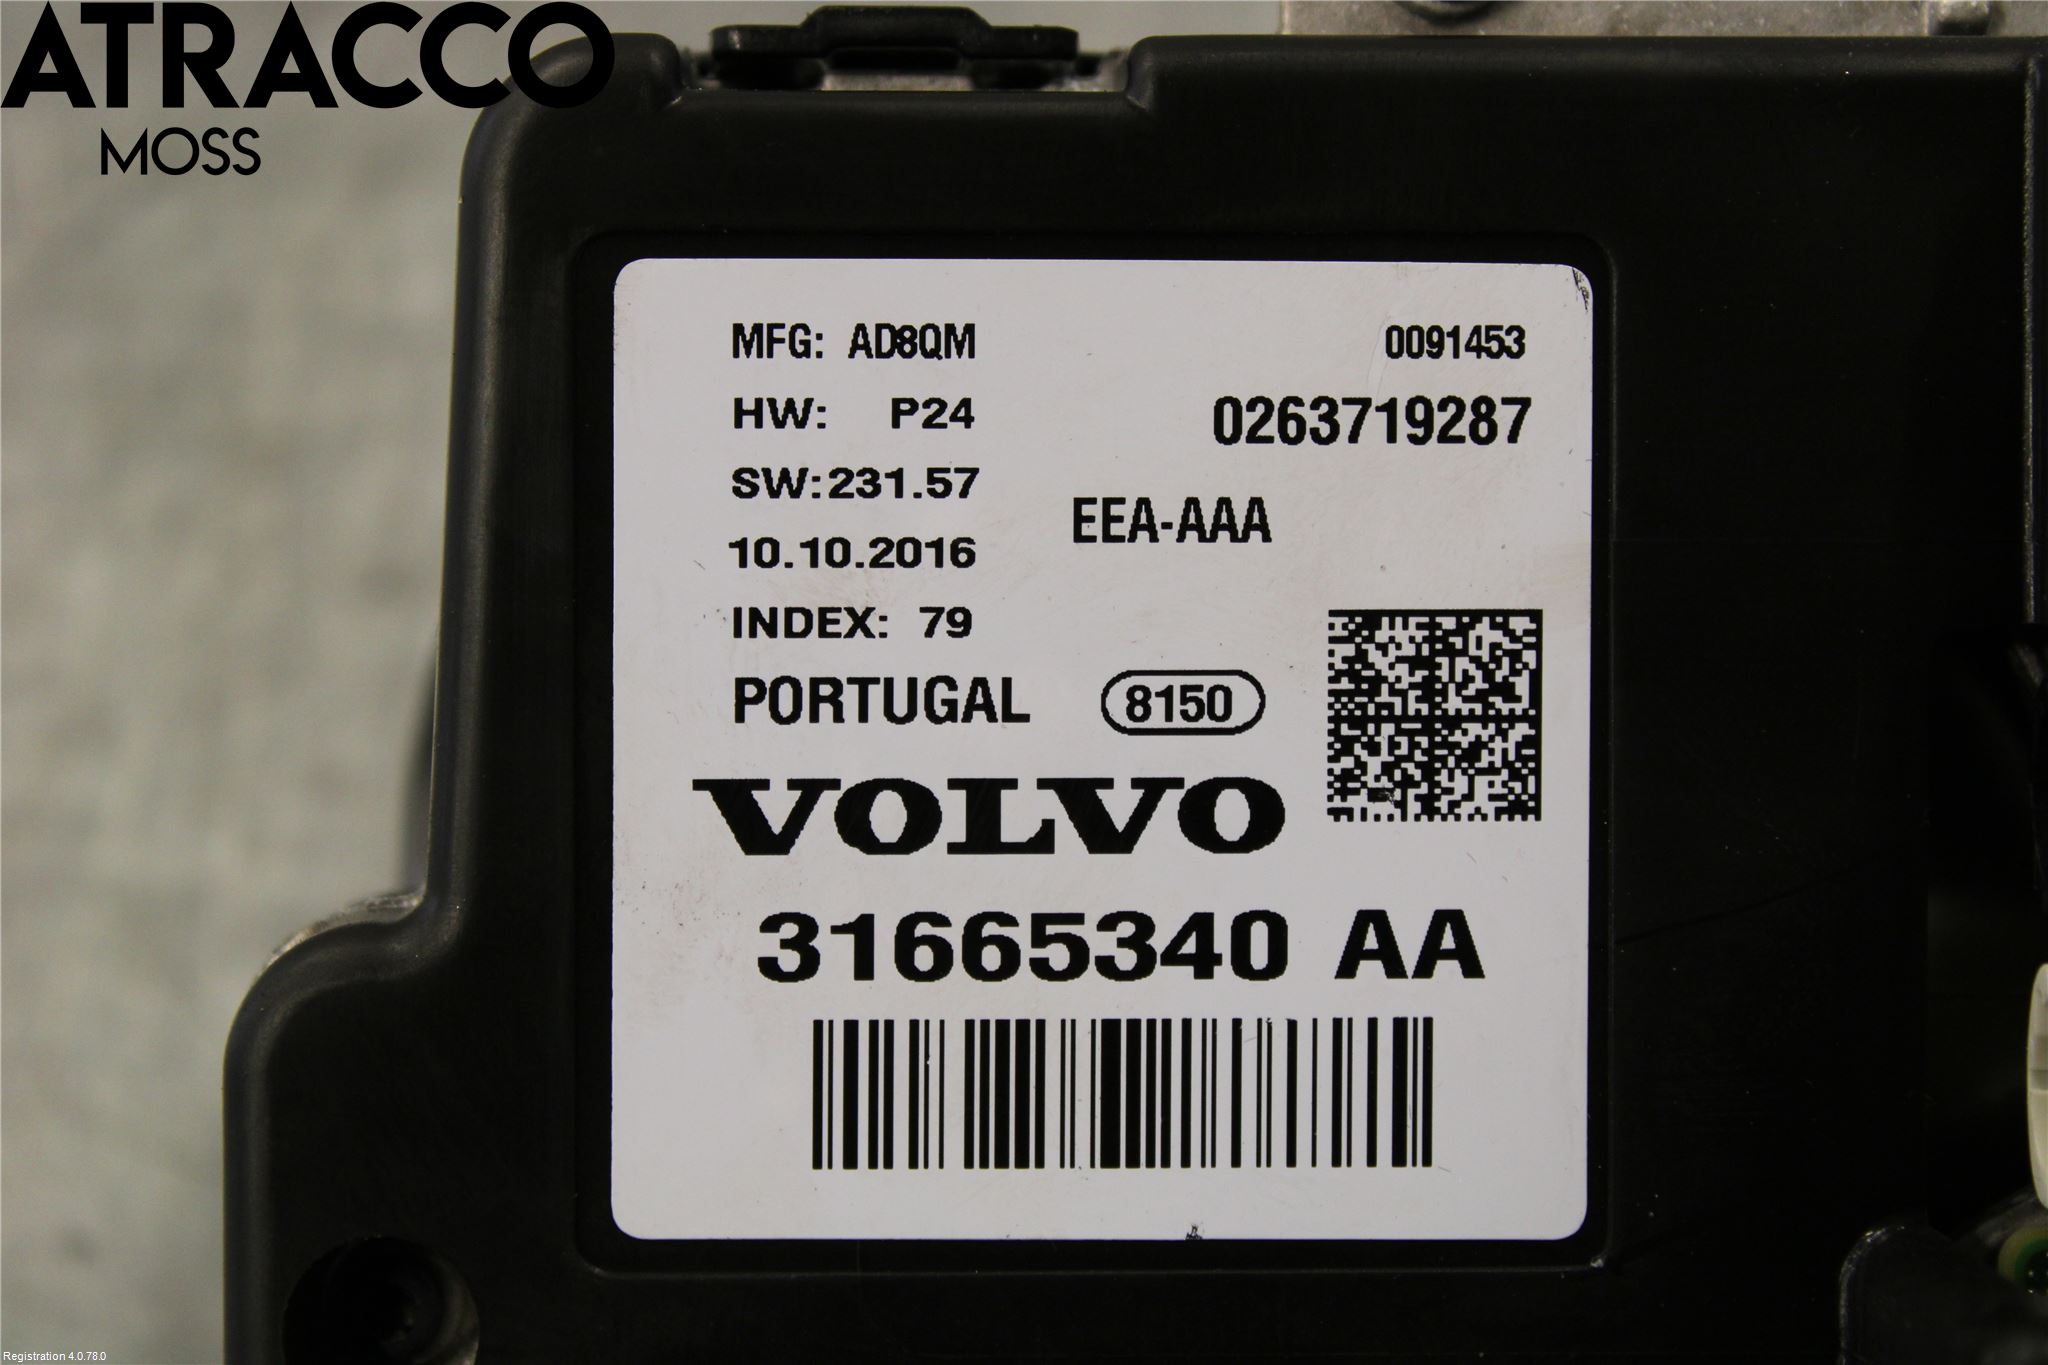 ATRACCO
MOSS
MFG: AD8QM 0091453
HW: P24 0263719287
SW:231.57
EEA-AAA
10.10.2016
INDEX: 79
PORTUGAL 8150
VOLVO
31665340 AA
Registration 4.0.78.0